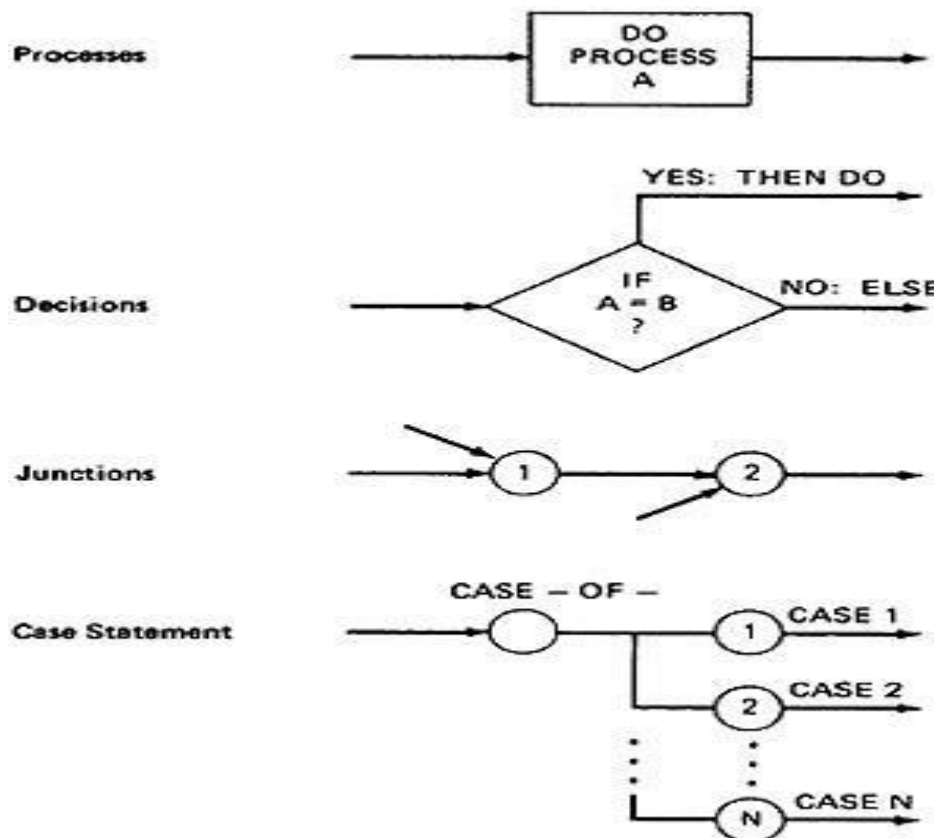 Processes
DO
PROCESS
A
YES: THEN DO
Decisions
IF
A = B
?
NO: ELSE
Junctions
1
2
CASE – OF –
Case Statement
1
CASE 1
2
CASE 2
N
CASE N